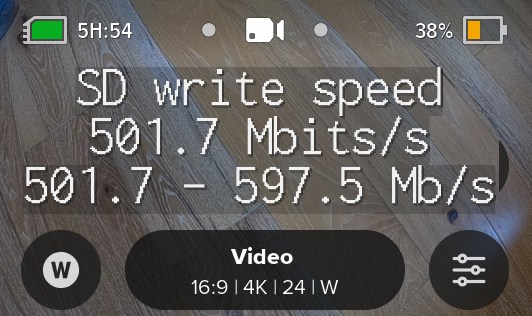 5H:54
38%
SD write speed
501.7 Mbits/s
501.7 - 597.5 Mb/s
W
Video
16:9 | 4K | 24 | W